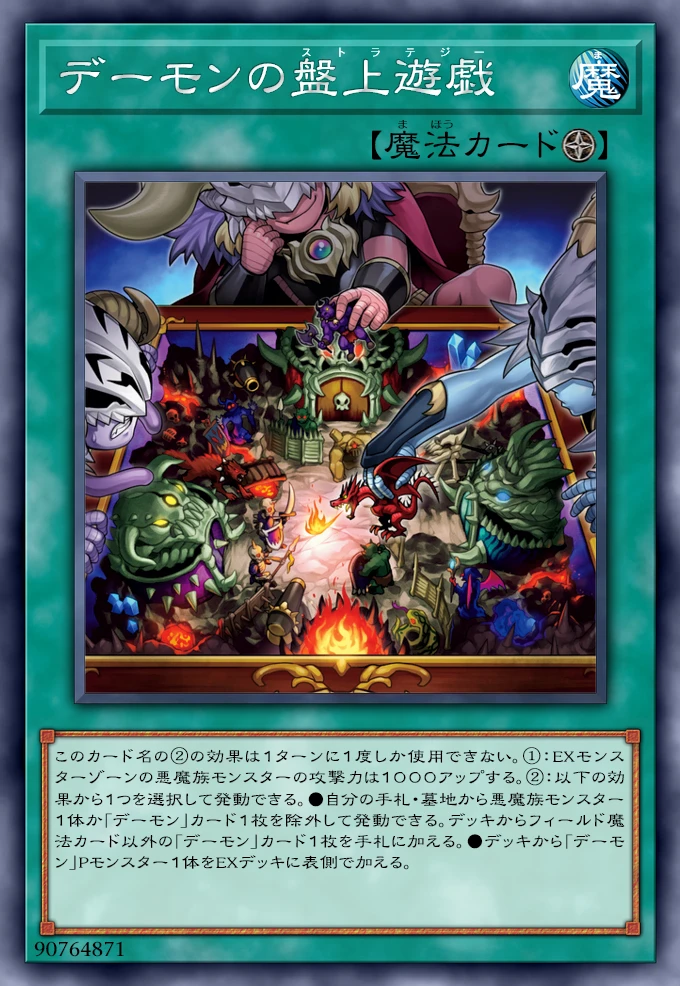 ストラテジー
デーモンの盤上遊戯
ま
魔
ま ほう
【魔法カード】
このカード名の②の効果は1ターンに1度しか使用できない。①：EXモンス
ターゾーンの悪魔族モンスターの攻撃力は1000アップする。②：以下の効
果から1つを選択して発動できる。●自分の手札・墓地から悪魔族モンスター
1体か「デーモン」カード1枚を除外して発動できる。デッキからフィールド魔
法カード以外の「デーモン」カード1枚を手札に加える。●デッキから「デーモ
ン」Pモンスター1体をEXデッキに表側で加える。
90764871